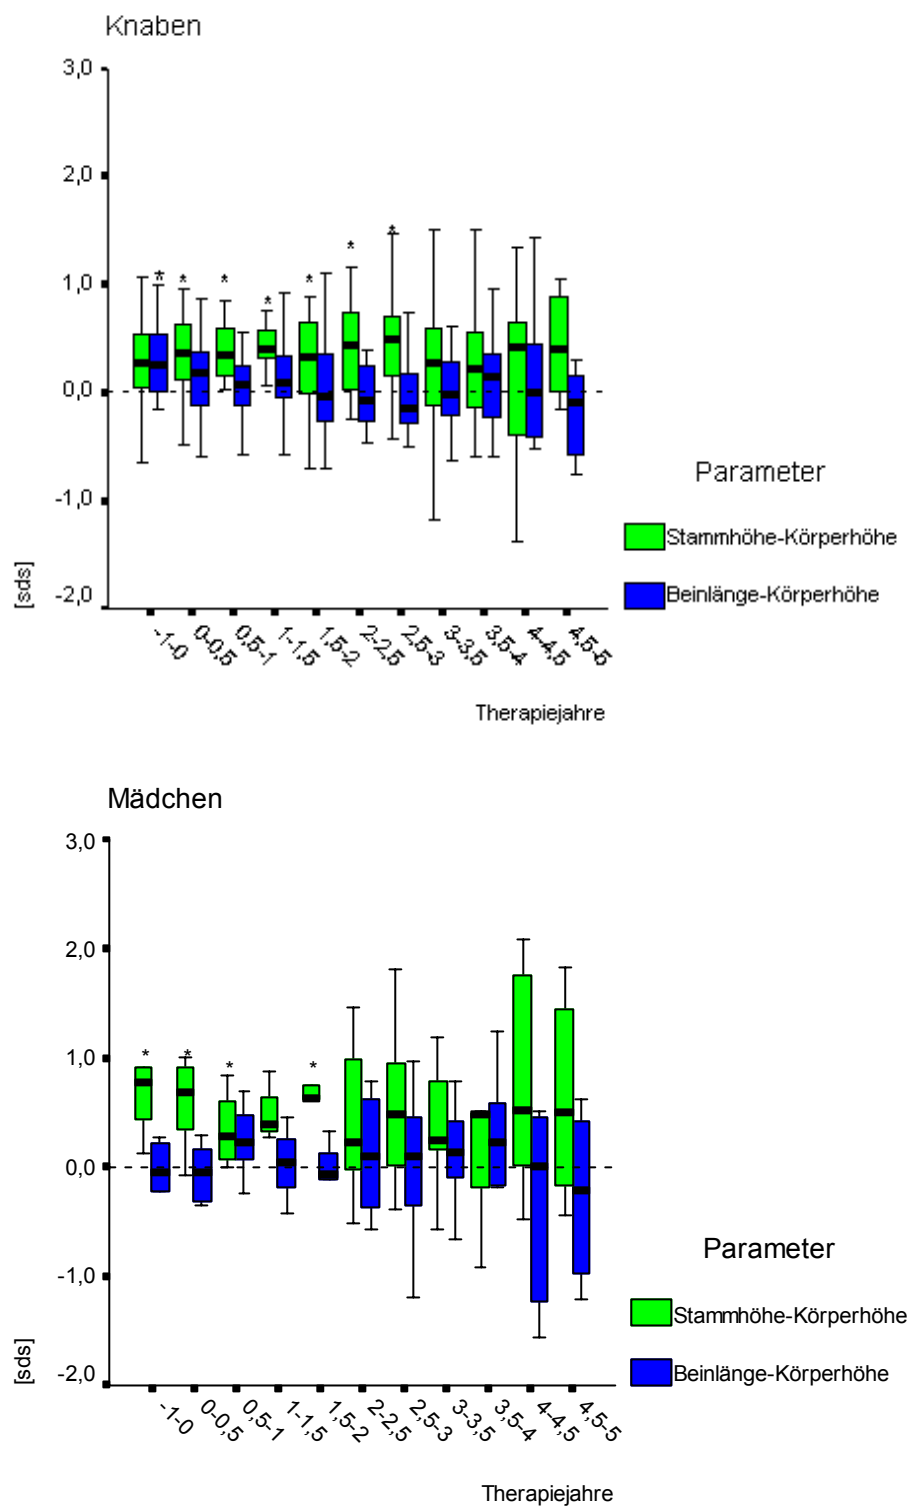 Knaben
3,0
2,0
1,0
0,0
-1,0
-2,0
[sds]
* * * * * * * *
-1-0 0-0,5 0,5-1 1-1,5 1,5-2 2-2,5 2,5-3 3-3,5 3,5-4 4-4,5 4,5-5
Therapiejahre
Parameter
Stammhöhe-Körperhöhe
Beinlänge-Körperhöhe
Mädchen
3,0
2,0
1,0
0,0
-1,0
-2,0
[sds]
* * * *
-1-0 0-0,5 0,5-1 1-1,5 1,5-2 2-2,5 2,5-3 3-3,5 3,5-4 4-4,5 4,5-5
Therapiejahre
Parameter
Stammhöhe-Körperhöhe
Beinlänge-Körperhöhe